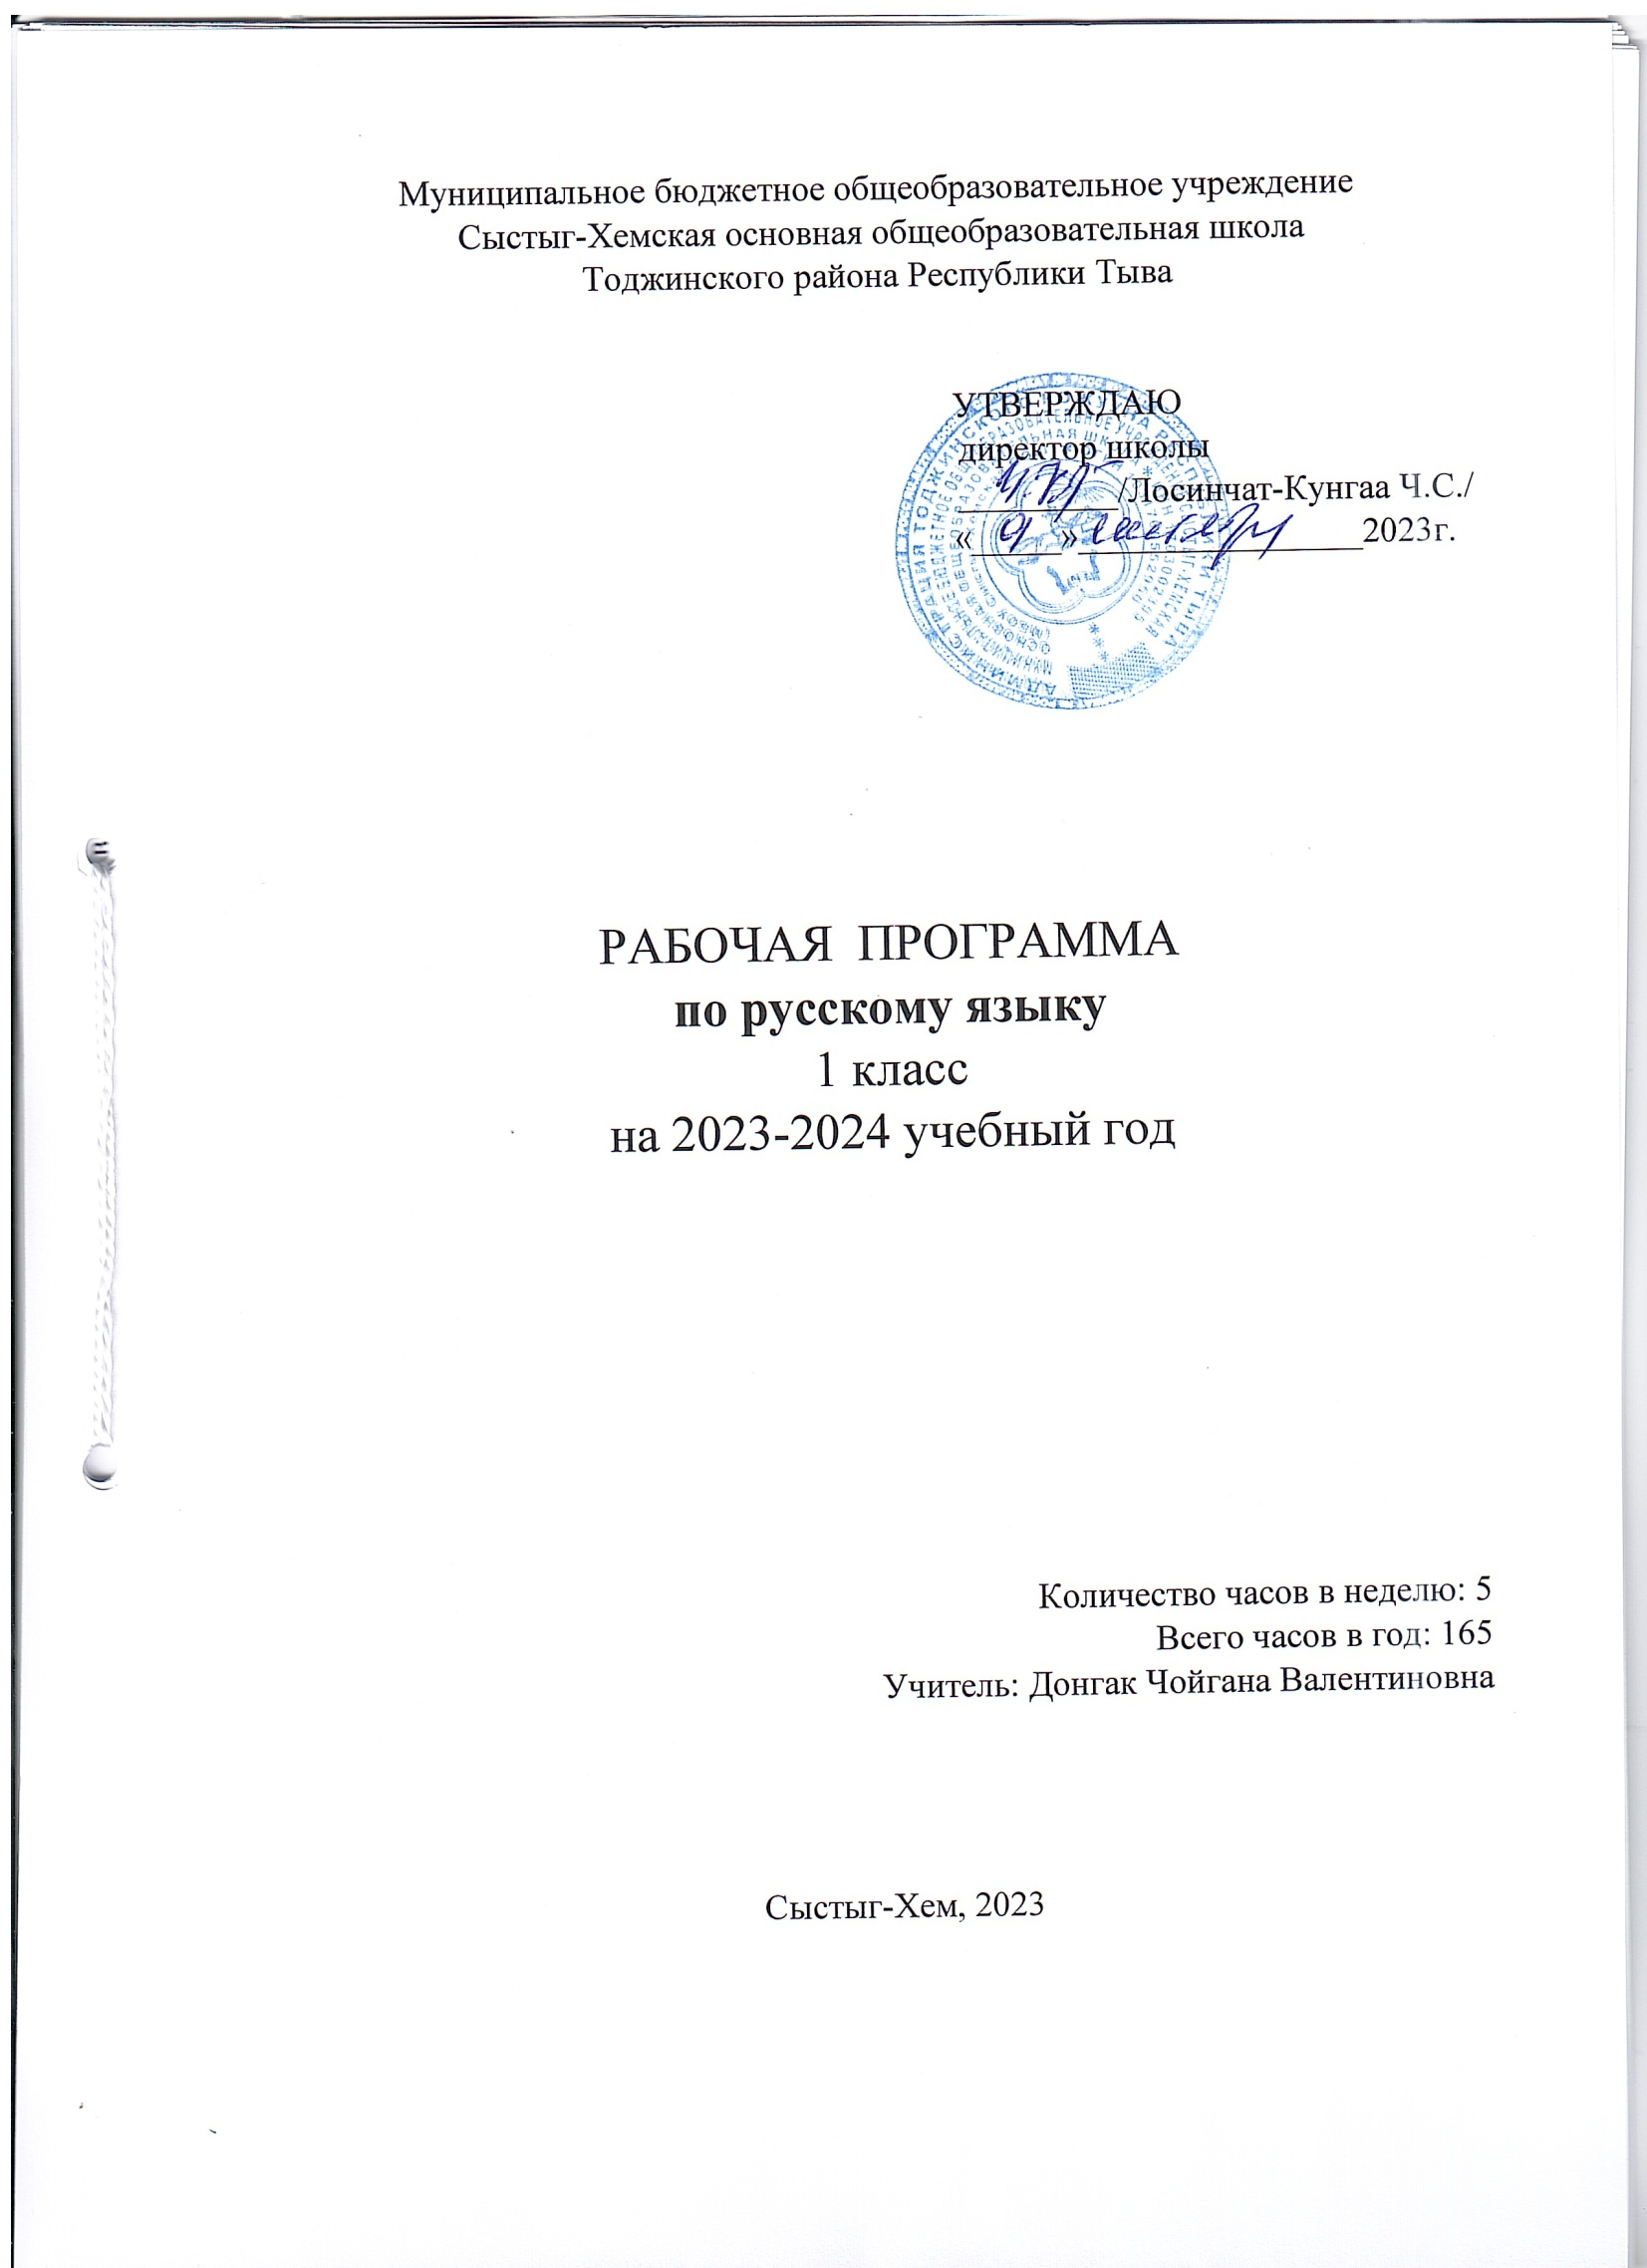 Муниципальное бюджетное общеобразовательное учреждение
Сыстыг-Хемская основная общеобразовательная школа
Тоджинского района Республики Тыва
УТВЕРЖДАЮ
директор школы
/Лосинчат-Кунгаа Ч.С./
« » сентября 2023г.
РАБОЧАЯ ПРОГРАММА
по русскому языку
1 класс
на 2023-2024 учебный год
Количество часов в неделю: 5
Всего часов в год: 165
Учитель: Донгак Чойгана Валентиновна
Сыстыг-Хем, 2023